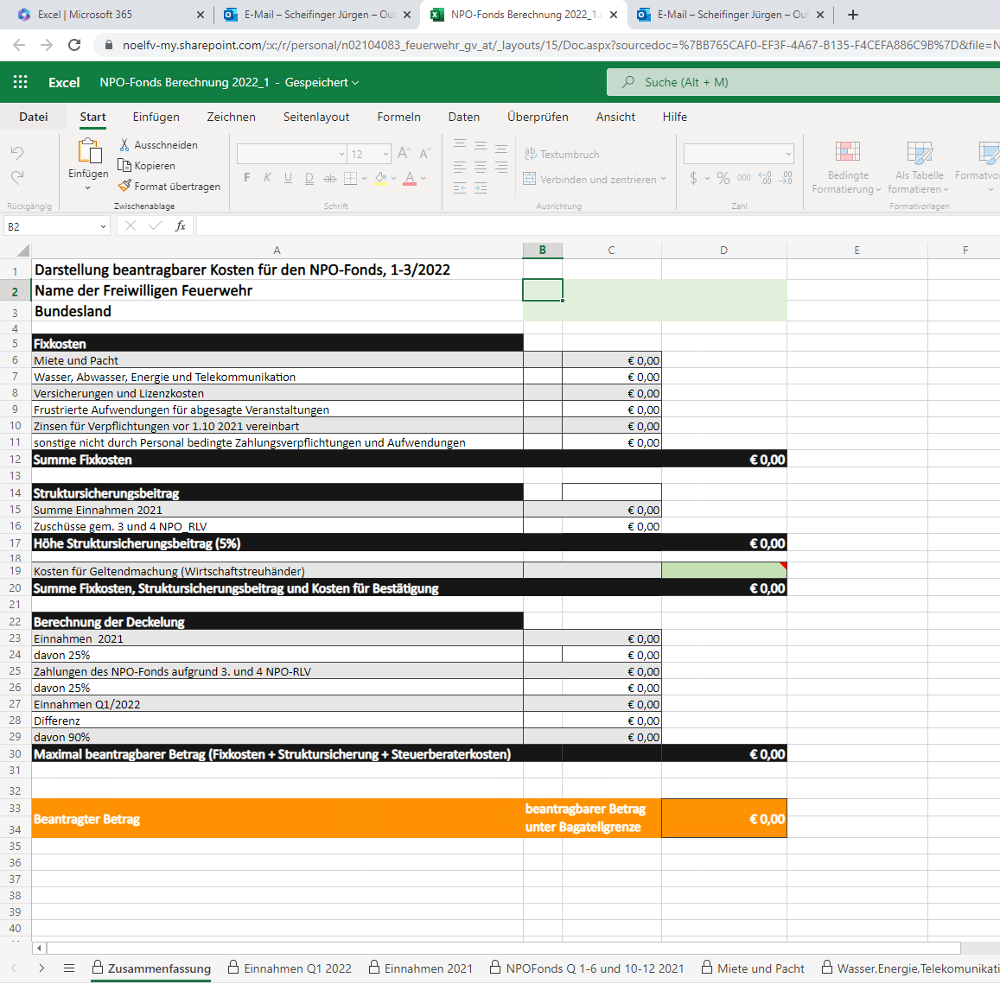 Excel | Microsoft 365
E-Mail – Scheifinger Jürgen – Out
NPO-Fonds Berechnung 2022_1.
E-Mail – Scheifinger Jürgen – Out
noelfv-my.sharepoint.com/:x:/r/personal/n02104083_feuerwehr_gv_at/_layouts/15/Doc.aspx?sourcedoc=%7BB765CAF0-EF3F-4A67-B135-F4CEFA886C9B%7D&file=N
Excel NPO-Fonds Berechnung 2022_1 - Gespeichert
Suche (Alt + M)
Datei Start Einfügen Zeichnen Seitenlayout Formeln Daten Überprüfen Ansicht Hilfe
Einfügen
Ausschneiden
Kopieren
Format übertragen
12 A A
F K U D ab A
ab Textumbruch
Verbinden und zentrieren
$ % 000
Bedingte
Formatierung
Als Tabelle
formatieren
Formatvo
Rückgängig Zwischenablage Schrift Ausrichtung Zahl Formatvorlagen
B2 fx
A B C D E F
1 Darstellung beantragbarer Kosten für den NPO-Fonds, 1-3/2022
2 Name der Freiwilligen Feuerwehr
3 Bundesland
4
5 Fixkosten
6 Miete und Pacht € 0,00
7 Wasser, Abwasser, Energie und Telekommunikation € 0,00
8 Versicherungen und Lizenzkosten € 0,00
9 Frustrierte Aufwendungen für abgesagte Veranstaltungen € 0,00
10 Zinsen für Verpflichtungen vor 1.10 2021 vereinbart € 0,00
11 sonstige nicht durch Personal bedingte Zahlungsverpflichtungen und Aufwendungen € 0,00
12 Summe Fixkosten € 0,00
13
14 Struktursicherungsbeitrag
15 Summe Einnahmen 2021 € 0,00
16 Zuschüsse gem. 3 und 4 NPO_RLV € 0,00
17 Höhe Struktursicherungsbeitrag (5%) € 0,00
18
19 Kosten für Geltendmachung (Wirtschaftstreuhänder)
20 Summe Fixkosten, Struktursicherungsbeitrag und Kosten für Bestätigung € 0,00
21
22 Berechnung der Deckelung
23 Einnahmen 2021 € 0,00
24 davon 25% € 0,00
25 Zahlungen des NPO-Fonds aufgrund 3. und 4 NPO-RLV € 0,00
26 davon 25% € 0,00
27 Einnahmen Q1/2022 € 0,00
28 Differenz € 0,00
29 davon 90% € 0,00
30 Maximal beantragbarer Betrag (Fixkosten + Struktursicherung + Steuerberaterkosten) € 0,00
31
32
33 beantragbarer Betrag
Beantragter Betrag € 0,00
34 unter Bagatellgrenze
35
36
37
38
39
40
Zusammenfassung Einnahmen Q1 2022 Einnahmen 2021 NPOFonds Q 1-6 und 10-12 2021 Miete und Pacht Wasser,Energie,Telekomunikati